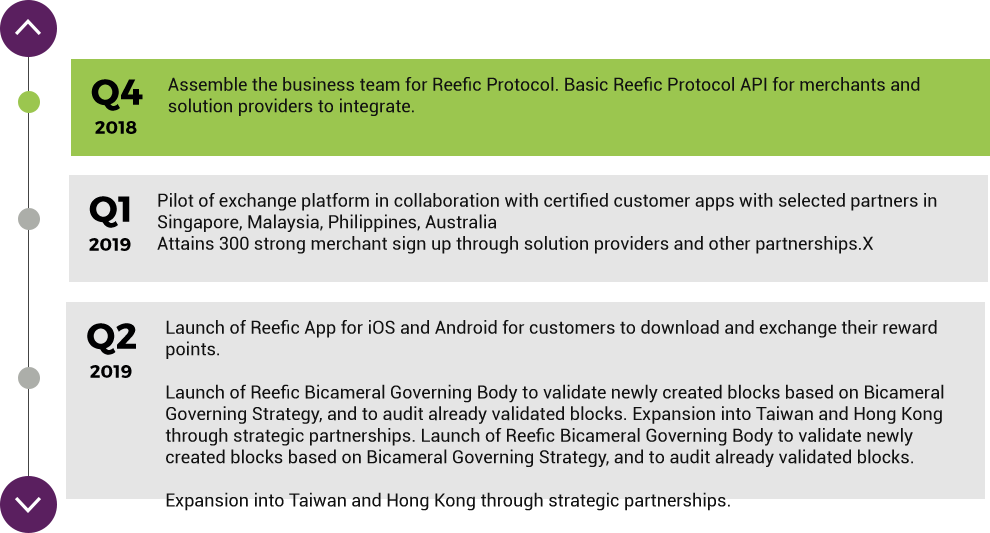 Q4
2018
Assemble the business team for Reefic Protocol. Basic Reefic Protocol API for merchants and
solution providers to integrate.
Q1
2019
Pilot of exchange platform in collaboration with certified customer apps with selected partners in
Singapore, Malaysia, Philippines, Australia
Attains 300 strong merchant sign up through solution providers and other partnerships.X
Q2
2019
Launch of Reefic App for iOS and Android for customers to download and exchange their reward
points.
Launch of Reefic Bicameral Governing Body to validate newly created blocks based on Bicameral
Governing Strategy, and to audit already validated blocks. Expansion into Taiwan and Hong Kong
through strategic partnerships. Launch of Reefic Bicameral Governing Body to validate newly
created blocks based on Bicameral Governing Strategy, and to audit already validated blocks.
Expansion into Taiwan and Hong Kong through strategic partnerships.